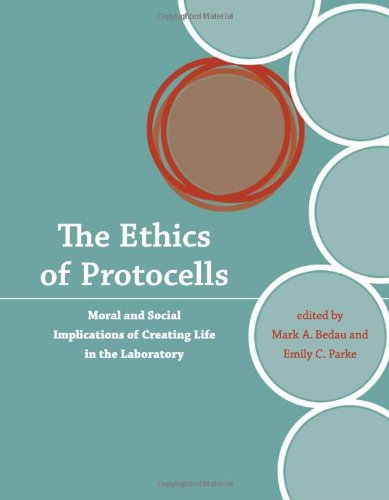 Copyrighted Material
The Ethics
of Protocells
Moral and Social
Implications of Creating Life
in the Laboratory
edited by
Mark A. Bedau and
Emily C. Parke
Copyrighted Material